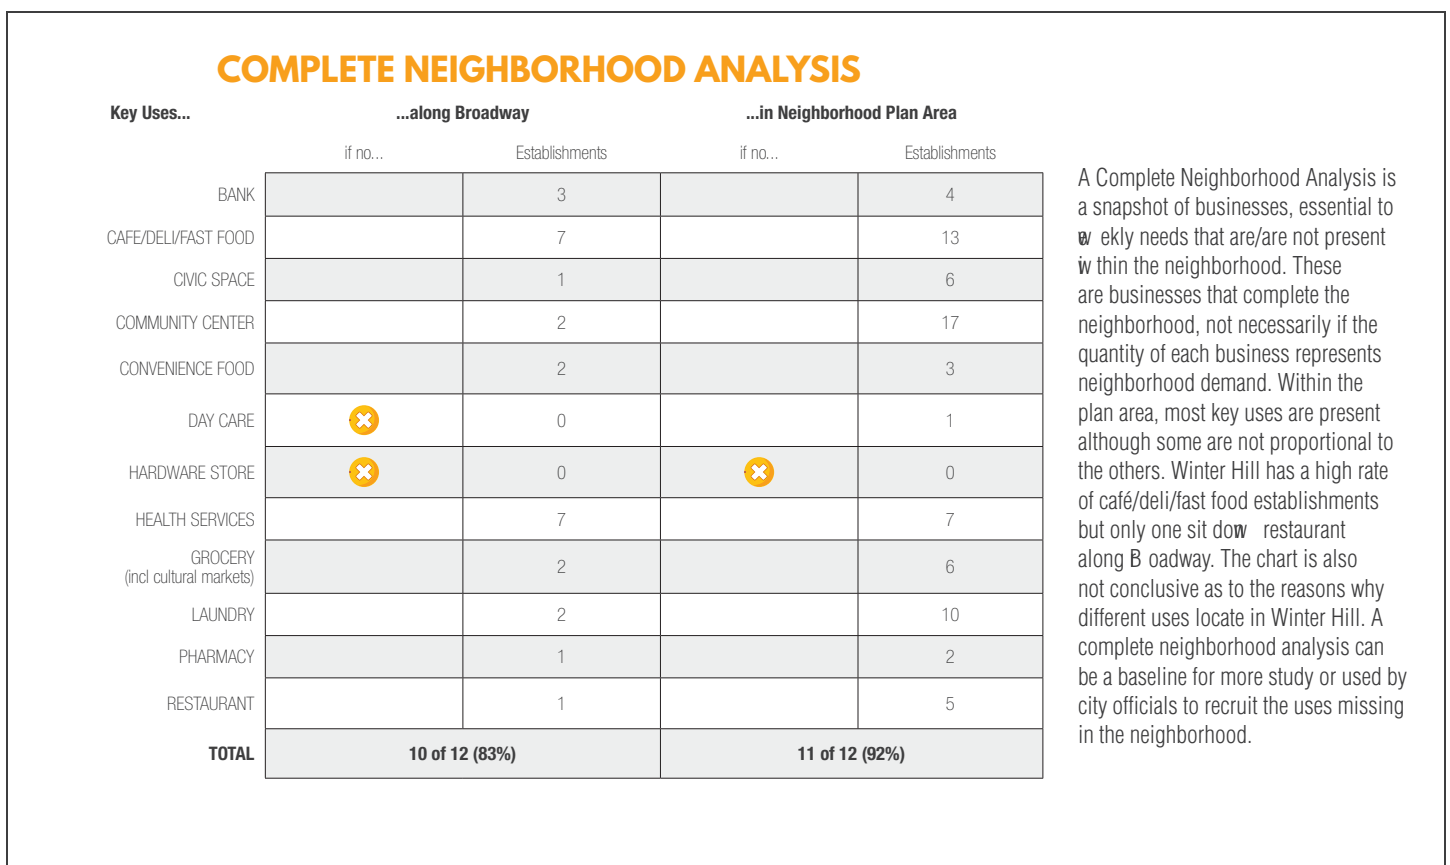 COMPLETE NEIGHBORHOOD ANALYSIS
Key Uses... ...along Broadway ...in Neighborhood Plan Area
if no... Establishments if no... Establishments
BANK 3 4
CAFE/DELI/FAST FOOD 7 13
CIVIC SPACE 1 6
COMMUNITY CENTER 2 17
CONVENIENCE FOOD 2 3
DAY CARE 0 1
HARDWARE STORE 0 0
HEALTH SERVICES 7 7
GROCERY
(incl cultural markets) 2 6
LAUNDRY 2 10
PHARMACY 1 2
RESTAURANT 1 5
TOTAL 10 of 12 (83%) 11 of 12 (92%)
A Complete Neighborhood Analysis is
a snapshot of businesses, essential to
ekly needs that are/are not present
thin the neighborhood. These
are businesses that complete the
neighborhood, not necessarily if the
quantity of each business represents
neighborhood demand. Within the
plan area, most key uses are present
although some are not proportional to
the others. Winter Hill has a high rate
of café/deli/fast food establishments
but only one sit down restaurant
along B oadway. The chart is also
not conclusive as to the reasons why
different uses locate in Winter Hill. A
complete neighborhood analysis can
be a baseline for more study or used by
city officials to recruit the uses missing
in the neighborhood.